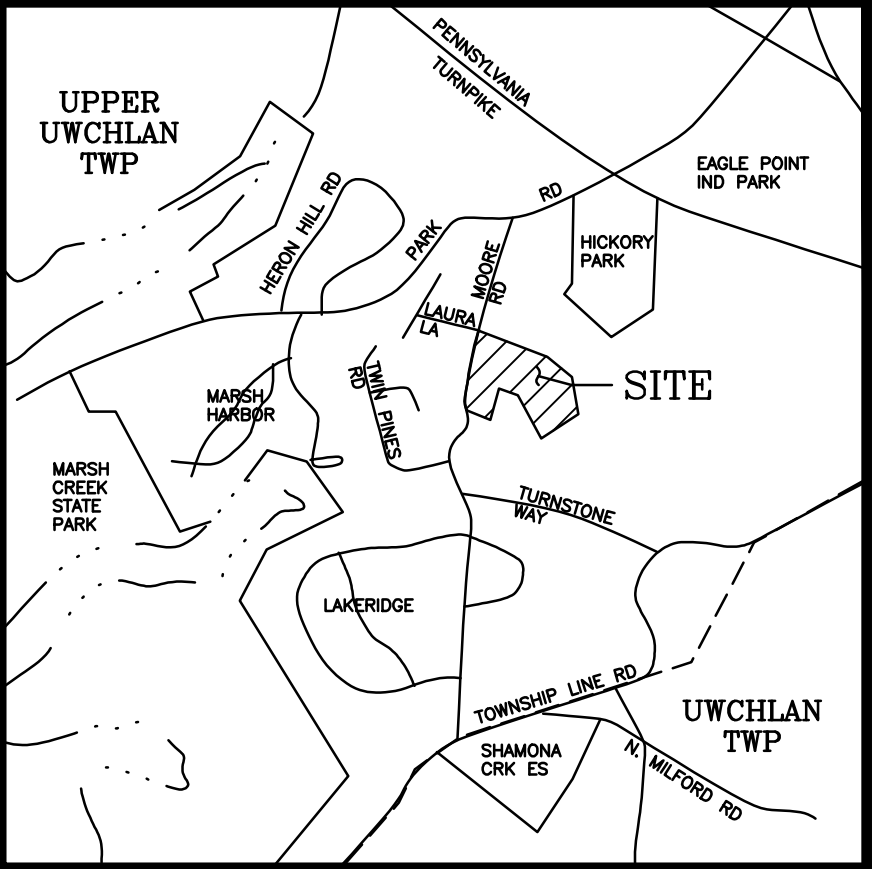 PENNSYLVANIA
TURNPIKE
UPPER
UWCHLAN
TWP
EAGLE POINT
IND PARK
HERON HILL RD
PARK
RD
HICKORY
PARK
MOORE
RD
LAURA
LA
SITE
TWIN PINES
RD
MARSH
HARBOR
MARSH
CREEK
STATE
PARK
TURNSTONE
WAY
LAKERIDGE
TOWNSHIP LINE RD
UWCHLAN
TWP
SHAMONA
CRK ES
N. MILFORD RD